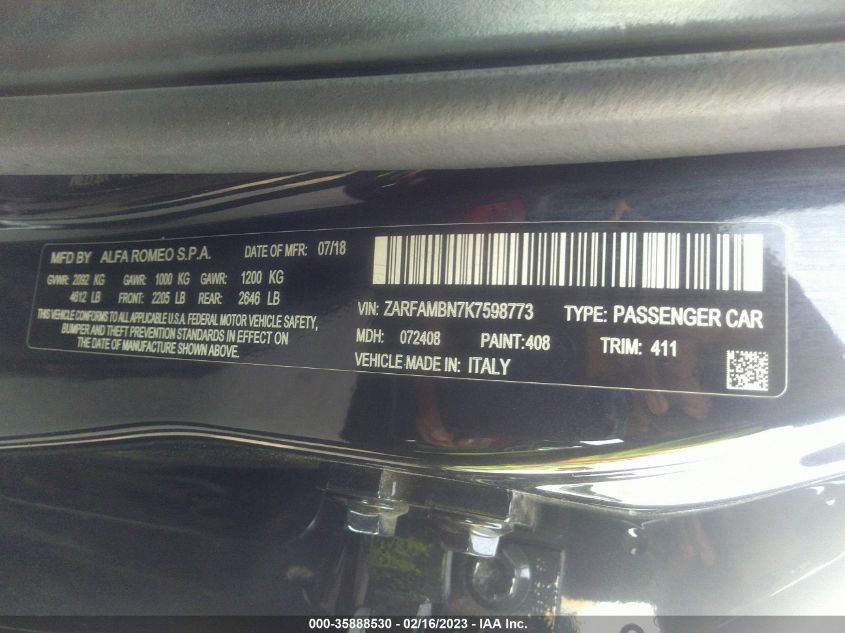 MFD BY ALFA ROMEO S.P.A. DATE OF MFR: 07/18
GVWR: 2092 KG GAWR: 1000 KG GAWR: 1200 KG
4612 LB FRONT: 2205 LB REAR: 2646 LB
THIS VEHICLE CONFORMS TO ALL APPLICABLE U.S.A. FEDERAL MOTOR VEHICLE SAFETY,
BUMPER AND THEFT PREVENTION STANDARDS IN EFFECT ON
THE DATE OF MANUFACTURE SHOWN ABOVE.
VIN: ZARFAMBN7K7598773 TYPE: PASSENGER CAR
MDH: 072408 PAINT:408 TRIM: 411
VEHICLE MADE IN: ITALY
000-35888530 - 02/16/2023 - IAA Inc.